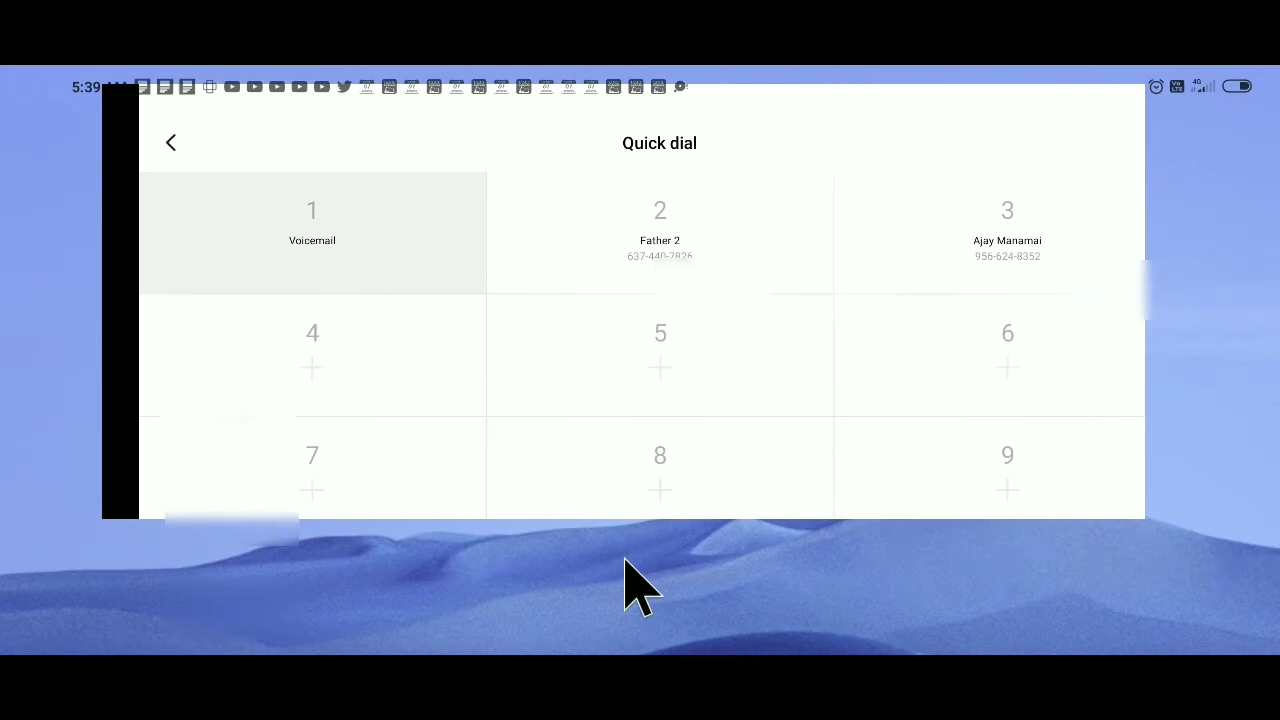 5:39
Quick dial
1
Voicemail
2
Father 2
637-440-7826
3
Ajay Manamai
956-624-8352
4
5
6
7
8
9
4G